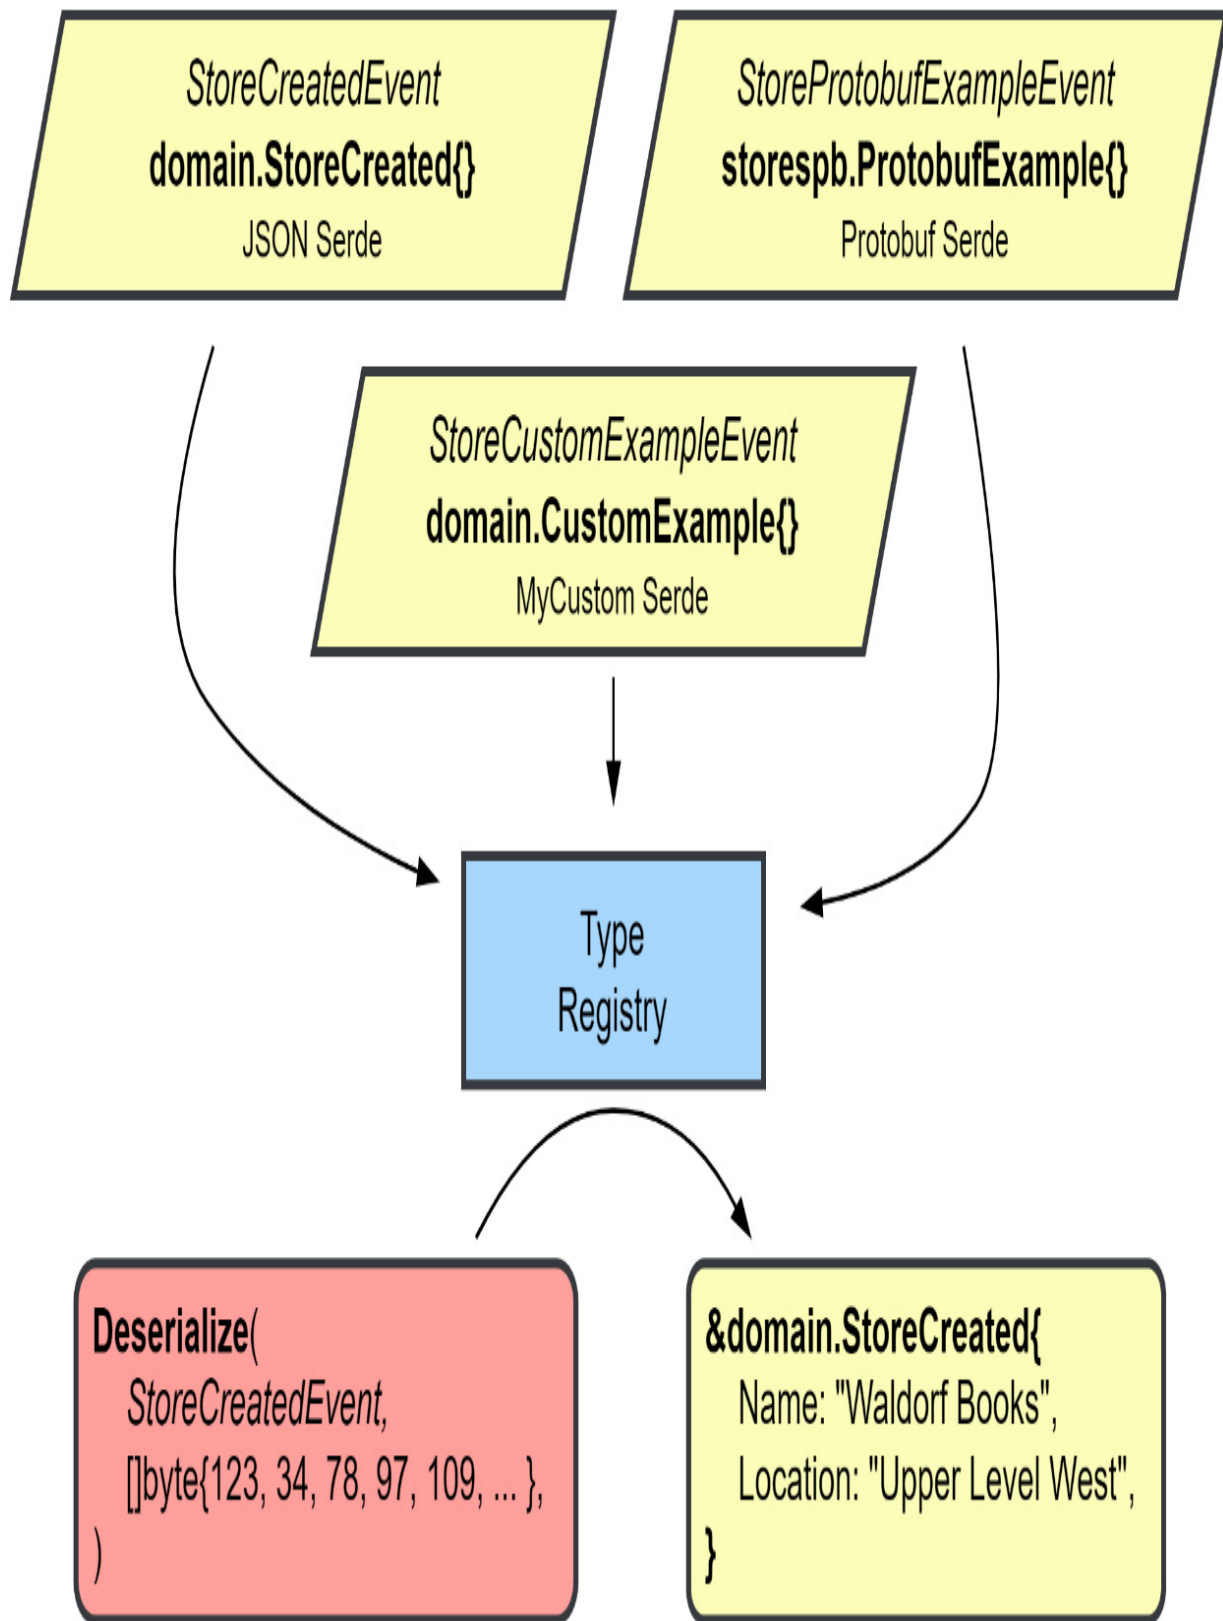 StoreCreatedEvent
domain.StoreCreated{}
JSON Serde
StoreProtobufExampleEvent
storespb.ProtobufExample{}
Protobuf Serde
StoreCustomExampleEvent
domain.CustomExample{}
MyCustom Serde
Type
Registry
Deserialize(
StoreCreatedEvent,
[]byte{123, 34, 78, 97, 109, ... },
)
&domain.StoreCreated{
Name: "Waldorf Books",
Location: "Upper Level West",
}